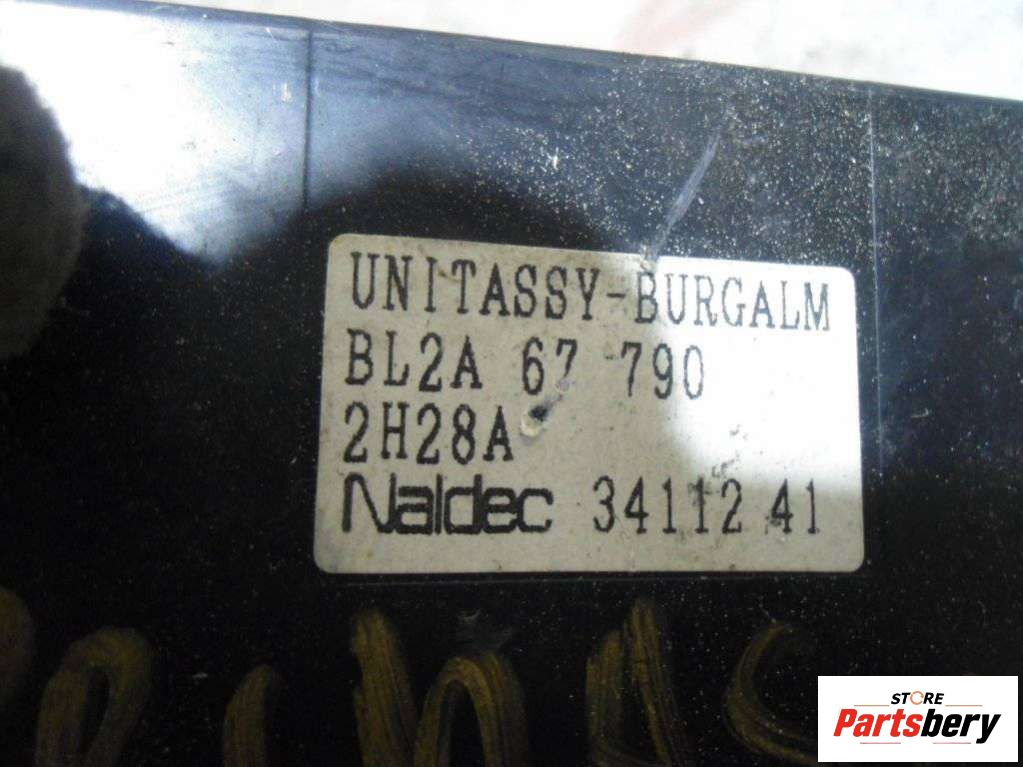 UNITASSY-BURGALM
BL2A 67 790
2H28A
Naldec 34112 41
STORE
Partsbery